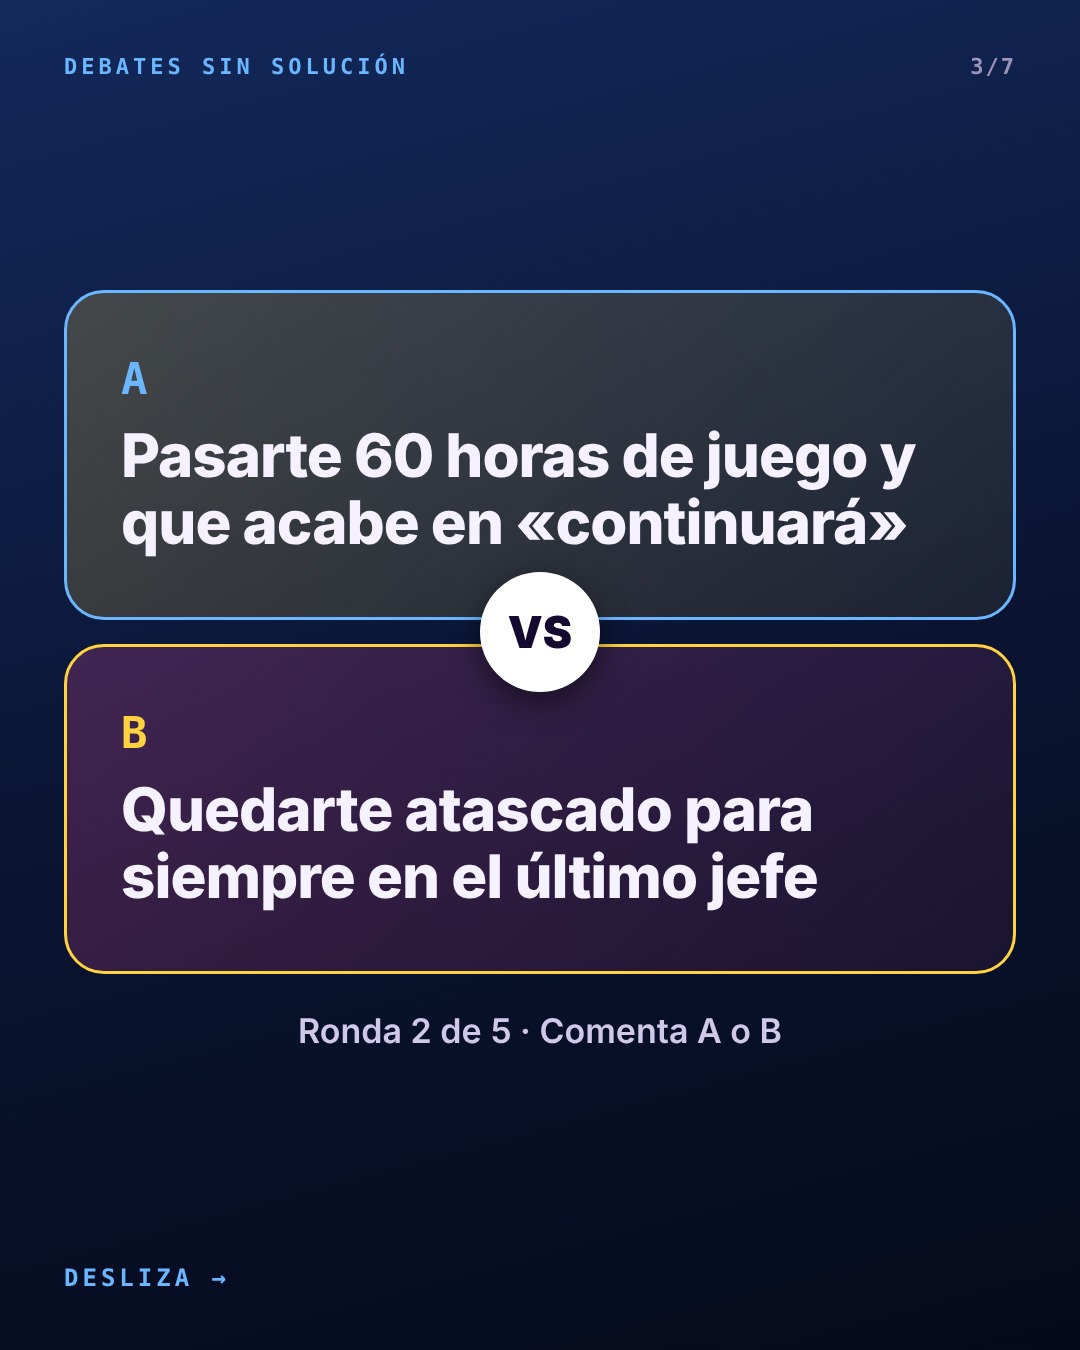 DEBATES SIN SOLUCIÓN
3/7
A
Pasarte 60 horas de juego y
que acabe en «continuará»
VS
B
Quedarte atascado para
siempre en el último jefe
Ronda 2 de 5 · Comenta A o B
DESLIZA →